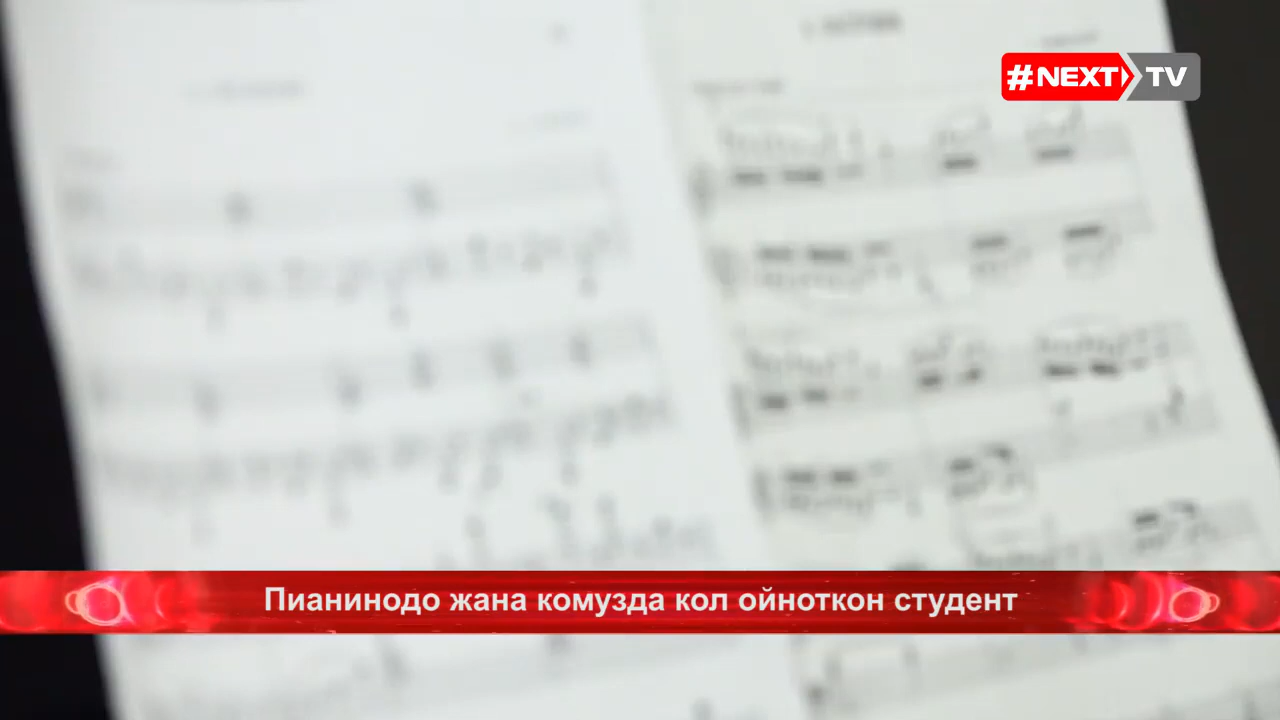 #NEXT TV
Пианинодо жана комузда кол ойноткон студент